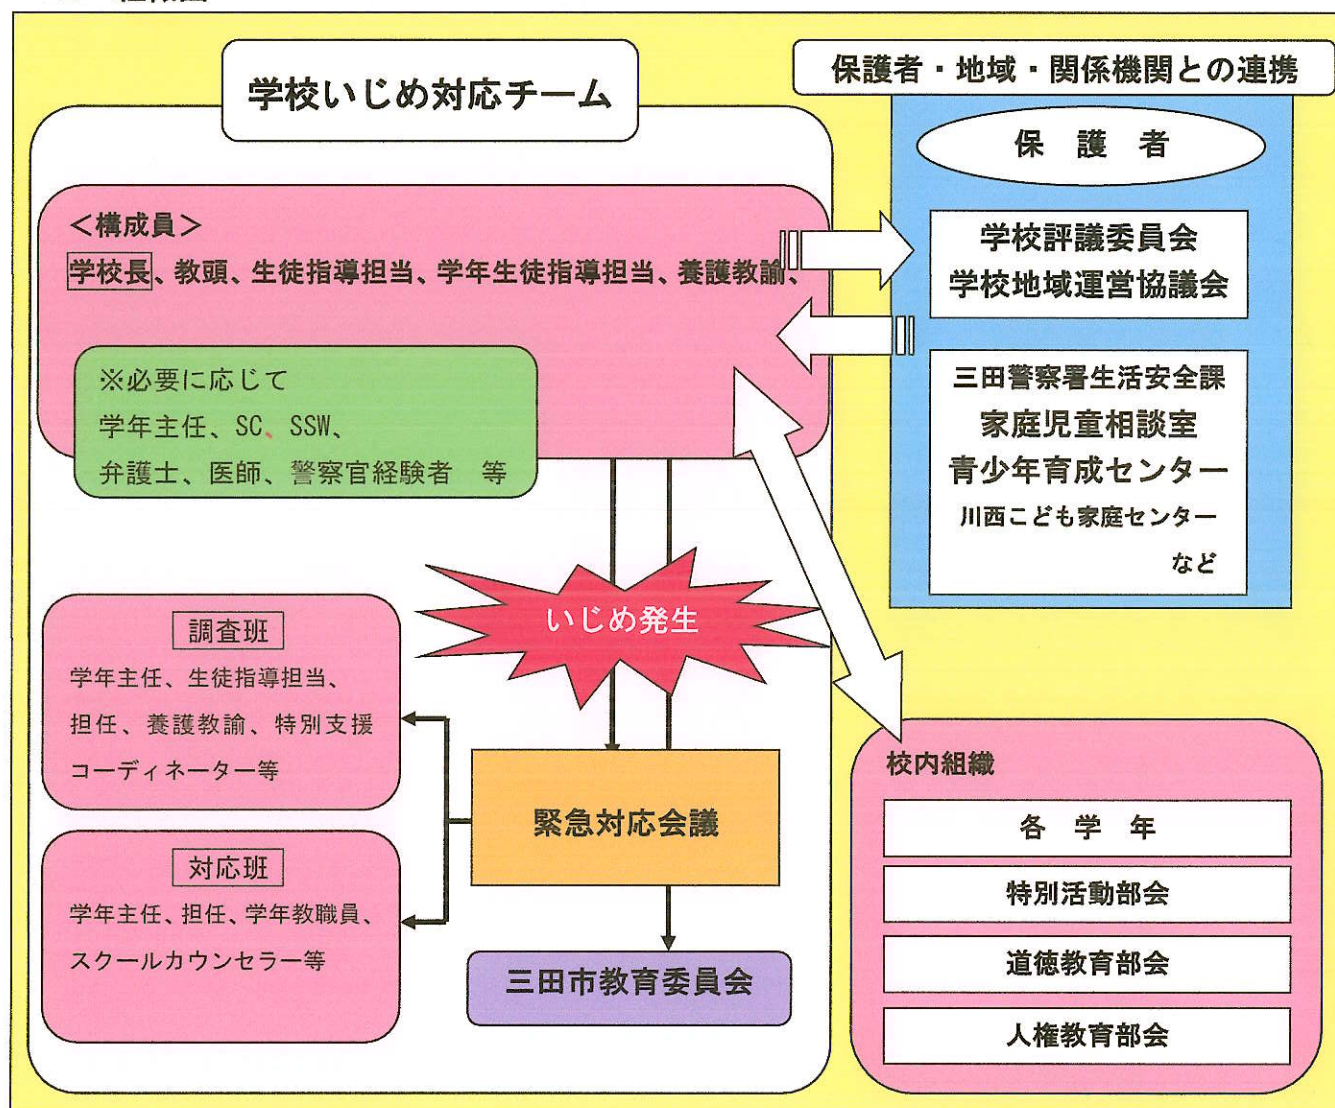 学校いじめ対応チーム
<構成員>
学校長、教頭、生徒指導担当、学年生徒指導担当、養護教諭、
※必要に応じて
学年主任、SC、SSW、
弁護士、医師、警察官経験者 等
いじめ発生
調査班
学年主任、生徒指導担当、
担任、養護教諭、特別支援
コーディネーター等
対応班
学年主任、担任、学年教職員、
スクールカウンセラー等
緊急対応会議
三田市教育委員会
保護者・地域・関係機関との連携
保 護 者
学校評議委員会
学校地域運営協議会
三田警察署生活安全課
家庭児童相談室
青少年育成センター
川西こども家庭センター
など
校内組織
各 学 年
特別活動部会
道徳教育部会
人権教育部会